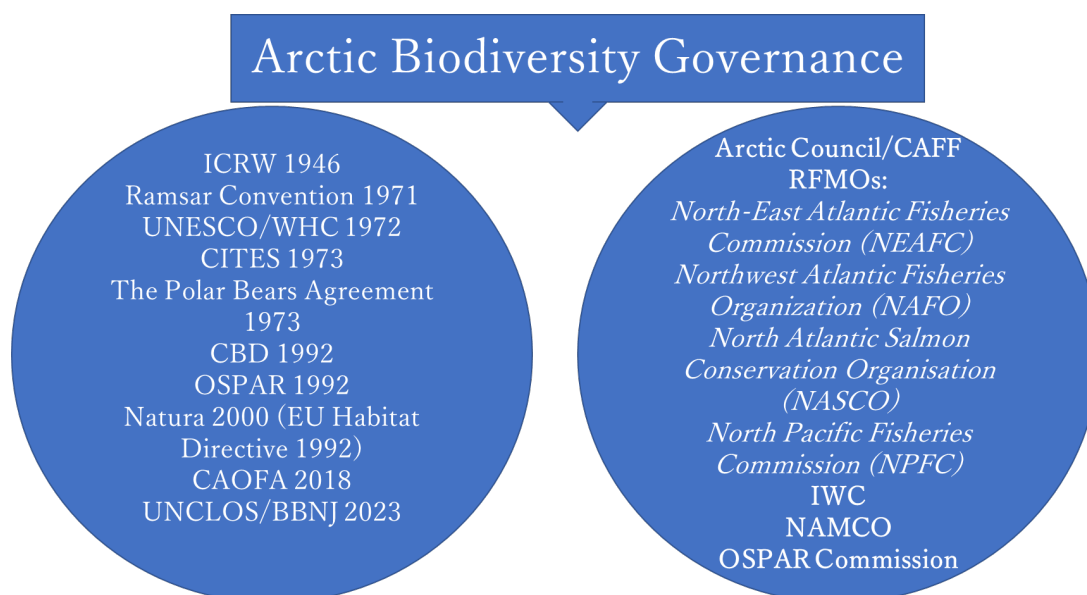 Arctic Biodiversity Governance
ICRW 1946
Ramsar Convention 1971
UNESCO/WHC 1972
CITES 1973
The Polar Bears Agreement
1973
CBD 1992
OSPAR 1992
Natura 2000 (EU Habitat
Directive 1992)
CAOFA 2018
UNCLOS/BBNJ 2023
Arctic Council/CAFF
RFMOs:
North-East Atlantic Fisheries
Commission (NEAFC)
Northwest Atlantic Fisheries
Organization (NAFO)
North Atlantic Salmon
Conservation Organisation
(NASCO)
North Pacific Fisheries
Commission (NPFC)
IWC
NAMCO
OSPAR Commission